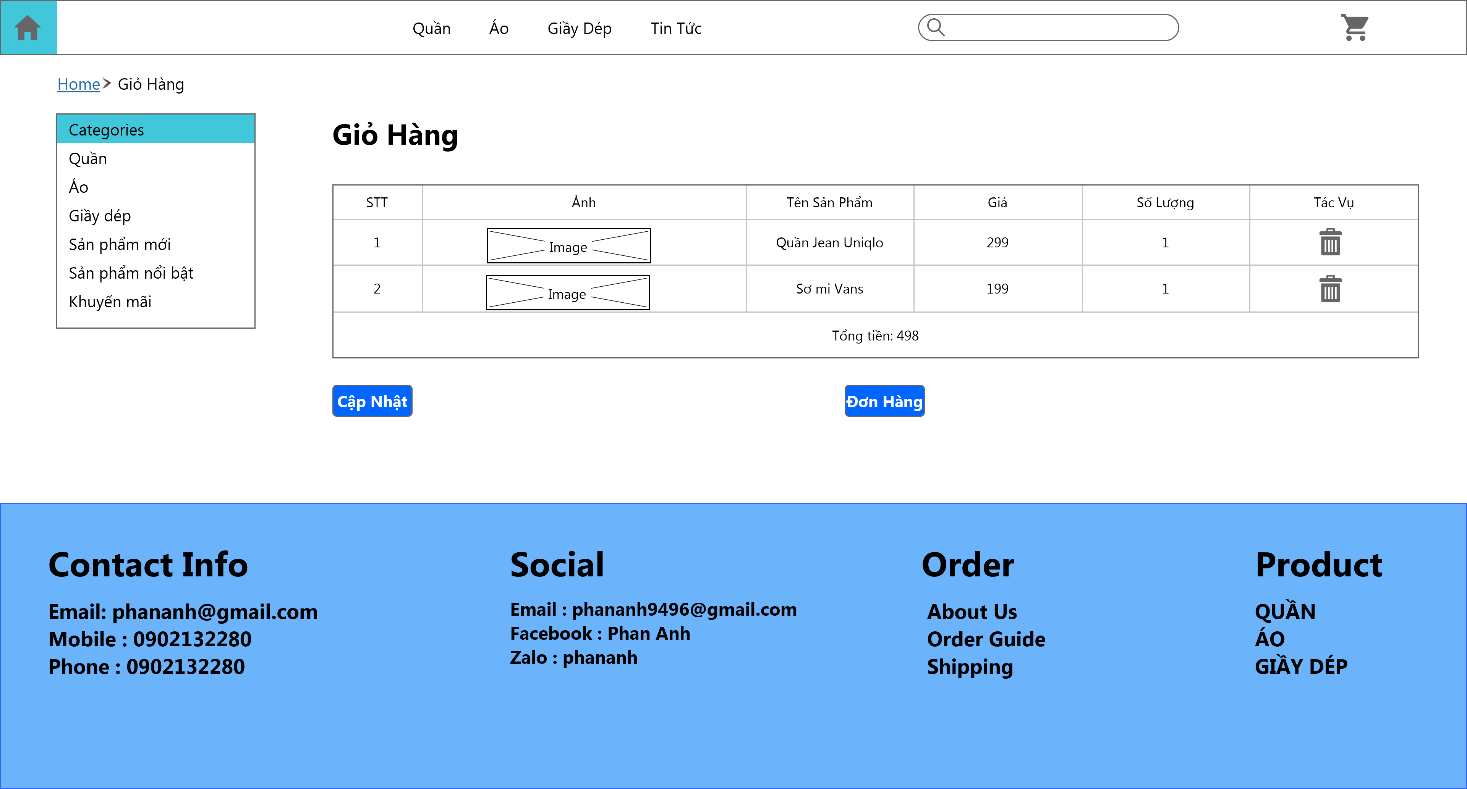 Quần Áo Giầy Dép Tin Tức
Home > Giỏ Hàng
Categories
Quần
Áo
Giầy dép
Sản phẩm mới
Sản phẩm nổi bật
Khuyến mãi
Giỏ Hàng
STT Ảnh Tên Sản Phẩm Giá Số Lượng Tác Vụ
1 Image Quần Jean Uniqlo 299 1
2 Image Sơ mi Vans 199 1
Tổng tiền: 498
Cập Nhật
Đơn Hàng
Contact Info
Email: phananh@gmail.com
Mobile : 0902132280
Phone : 0902132280
Social
Email : phananh9496@gmail.com
Facebook : Phan Anh
Zalo : phananh
Order
About Us
Order Guide
Shipping
Product
QUẦN
ÁO
GIẦY DÉP